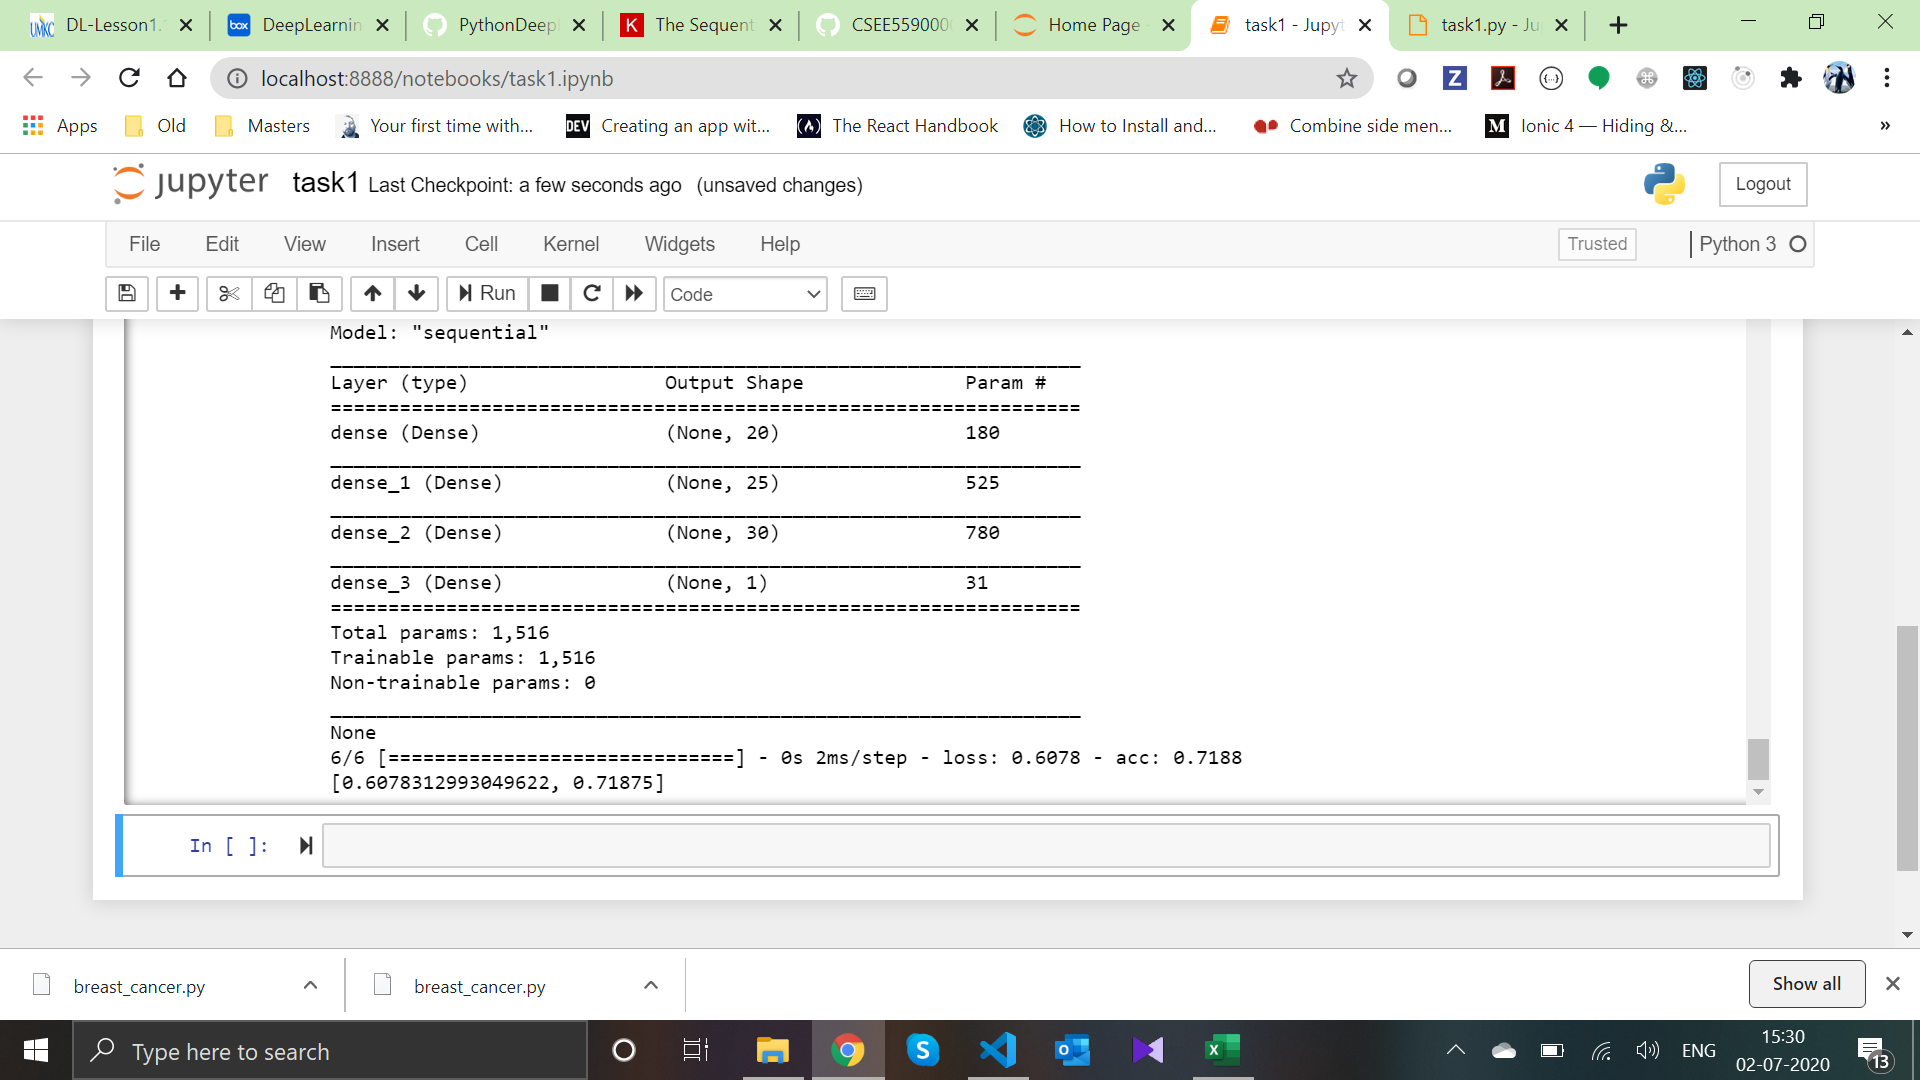 DL-Lesson1.
DeepLearnin
PythonDeep
The Sequent
CSEE559000
Home Page
task1 - Jupyt
task1.py - Ju
localhost:8888/notebooks/task1.ipynb
Apps
Old
Masters
Your first time with...
DEV Creating an app wit...
The React Handbook
How to Install and...
Combine side men...
Ionic 4 — Hiding &...
»
jupyter task1 Last Checkpoint: a few seconds ago (unsaved changes)
Logout
File Edit View Insert Cell Kernel Widgets Help
Trusted
Python 3
Run
Code
Model: "sequential"
_________________________________________________________________
Layer (type) Output Shape Param #
=================================================================
dense (Dense) (None, 20) 180
_________________________________________________________________
dense_1 (Dense) (None, 25) 525
_________________________________________________________________
dense_2 (Dense) (None, 30) 780
_________________________________________________________________
dense_3 (Dense) (None, 1) 31
=================================================================
Total params: 1,516
Trainable params: 1,516
Non-trainable params: 0
_________________________________________________________________
None
6/6 [==============================] - 0s 2ms/step - loss: 0.6078 - acc: 0.7188
[0.6078312993049622, 0.71875]
In [ ]:
breast_cancer.py
breast_cancer.py
Show all
Type here to search
ENG
15:30
02-07-2020
13